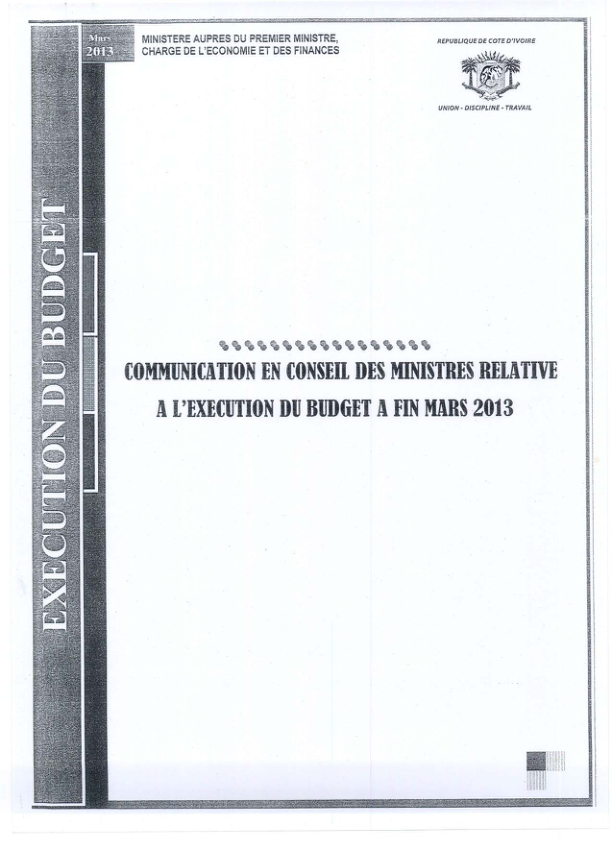 Mars
2013
MINISTERE AUPRES DU PREMIER MINISTRE,
CHARGE DE L'ECONOMIE ET DES FINANCES
REPUBLIQUE DE COTE D'IVOIRE
UNION - DISCIPLINE - TRAVAIL
EXECUTION DU BUDGET
COMMUNICATION EN CONSEIL DES MINISTRES RELATIVE
A L'EXECUTION DU BUDGET A FIN MARS 2013